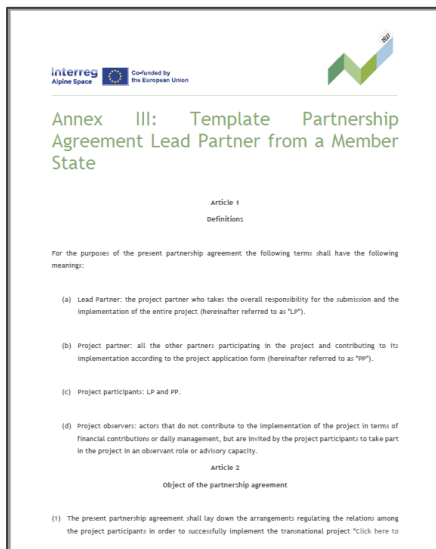 2027
Interreg
Co-funded by
the European Union
Alpine Space
Annex III: Template Partnership
Agreement Lead Partner from a Member
State
Article 1
Definitions
For the purposes of the present partnership agreement the following terms shall have the following
meanings:
(a) Lead Partner: the project partner who takes the overall responsibility for the submission and the
implementation of the entire project (hereinafter referred to as "LP").
(b) Project partner: all the other partners participating in the project and contributing to its
implementation according to the project application form (hereinafter referred to as "PP").
(c) Project participants: LP and PP.
(d) Project observers: actors that do not contribute to the implementation of the project in terms of
financial contributions or daily management, but are invited by the project participants to take part
in the project in an observant role or advisory capacity.
Article 2
Object of the partnership agreement
(1) The present partnership agreement shall lay down the arrangements regulating the relations among
the project participants in order to successfully implement the transnational project "Click here to